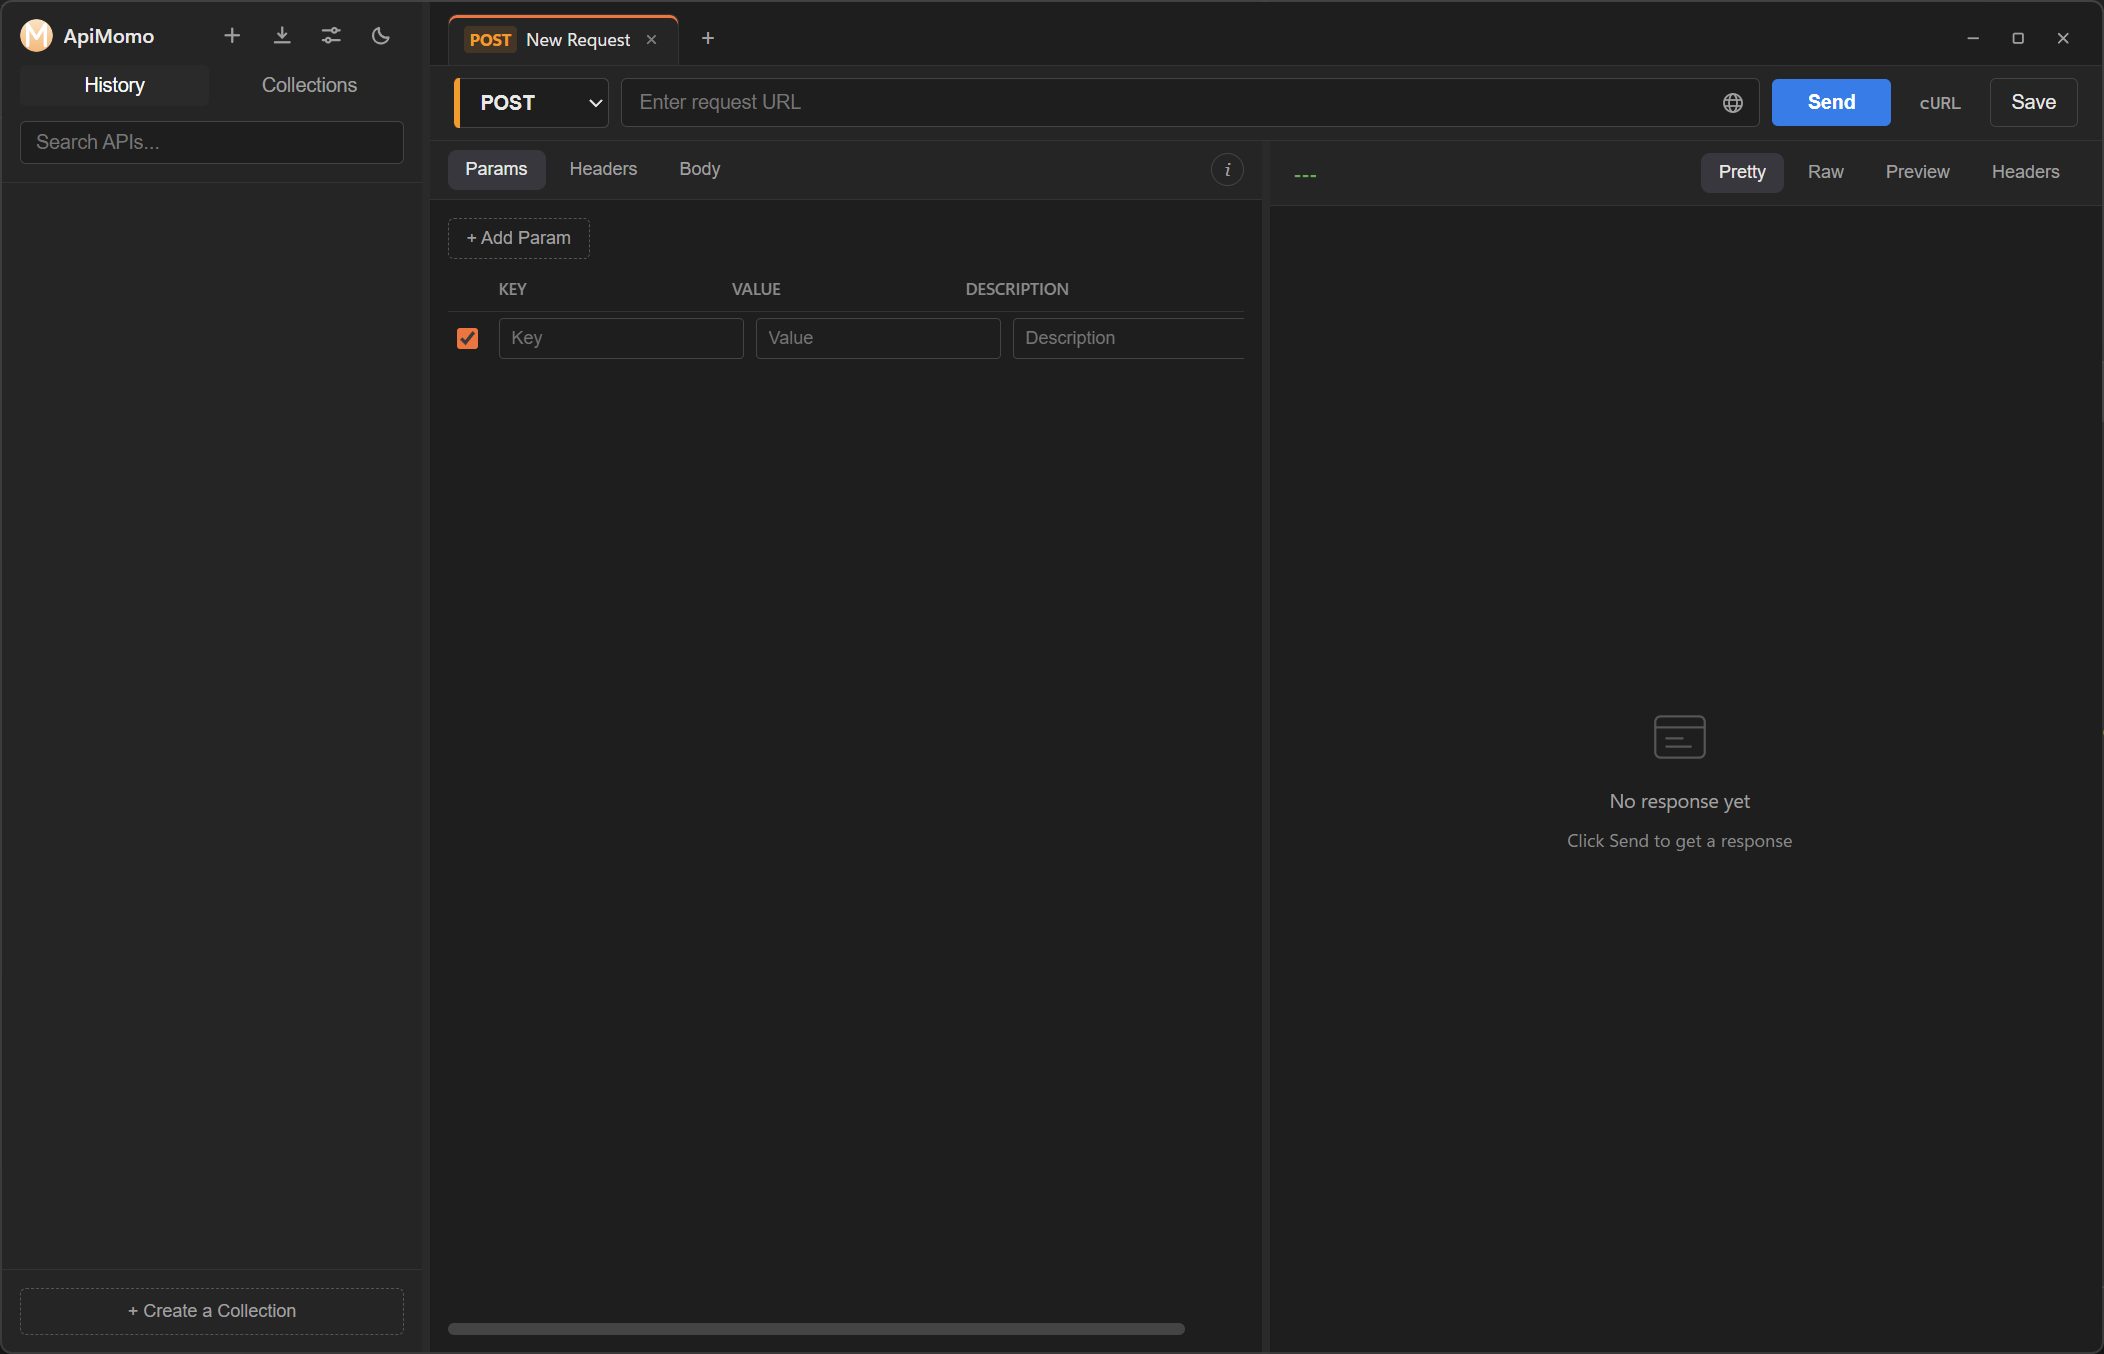 ApiMomo
History
Collections
Search APIs...
+ Create a Collection
POST New Request
POST
Enter request URL
Send
cURL
Save
Params
Headers
Body
i
+ Add Param
KEY
VALUE
DESCRIPTION
Key
Value
Description
---
Pretty
Raw
Preview
Headers
No response yet
Click Send to get a response